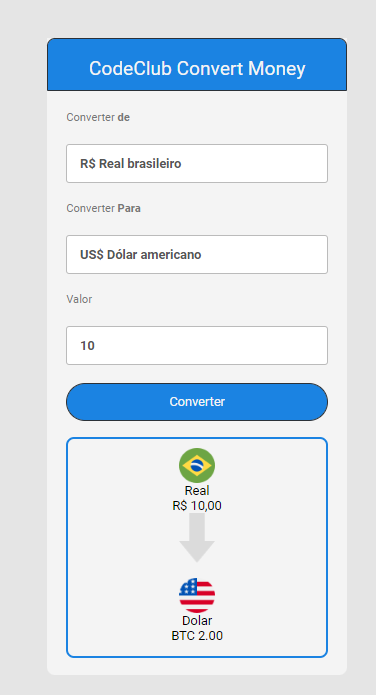 CodeClub Convert Money
Converter de
R$ Real brasileiro
Converter Para
US$ Dólar americano
Valor
10
Converter
Real
R$ 10,00
Dolar
BTC 2.00